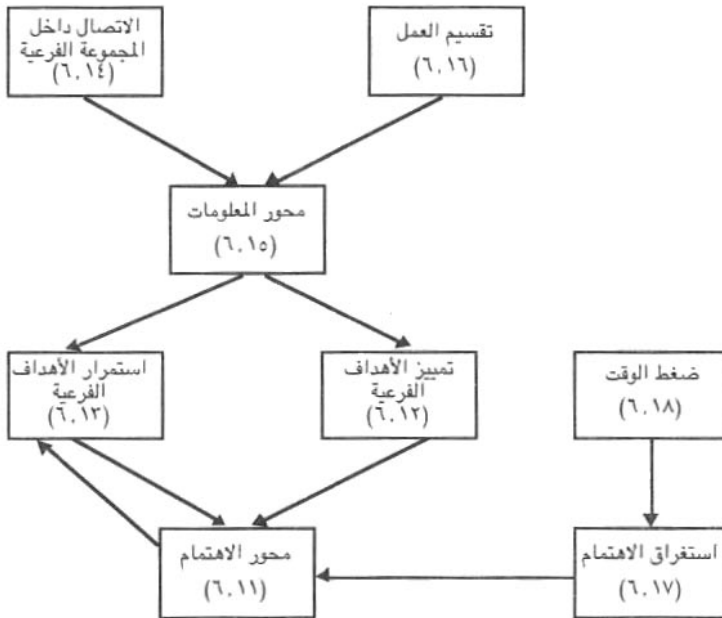 الاتصال داخل
المجموعة الفرعية
(٦.١٤)
تقسيم العمل
(٦.١٦)
محور المعلومات
(٦.١٥)
استمرار الأهداف
الفرعية
(٦.١٣)
تمييز الأهداف
الفرعية
(٦.١٢)
ضغط الوقت
(٦.١٨)
محور الاهتمام
(٦.١١)
استغراق الاهتمام
(٦.١٧)